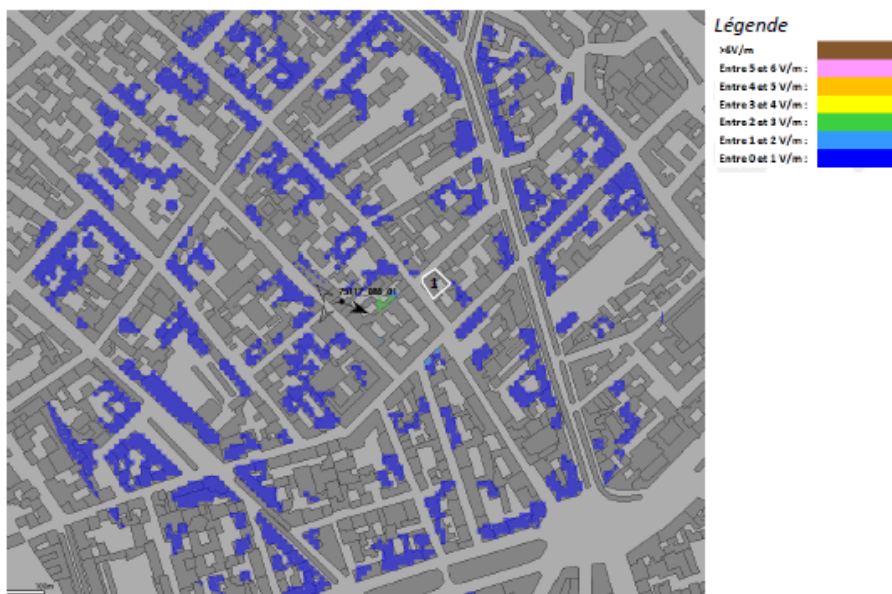 Légende
>6V/m
Entre 5 et 6 V/m :
Entre 4 et 5 V/m :
Entre 3 et 4 V/m :
Entre 2 et 3 V/m :
Entre 1 et 2 V/m :
Entre 0 et 1 V/m :
1
100m